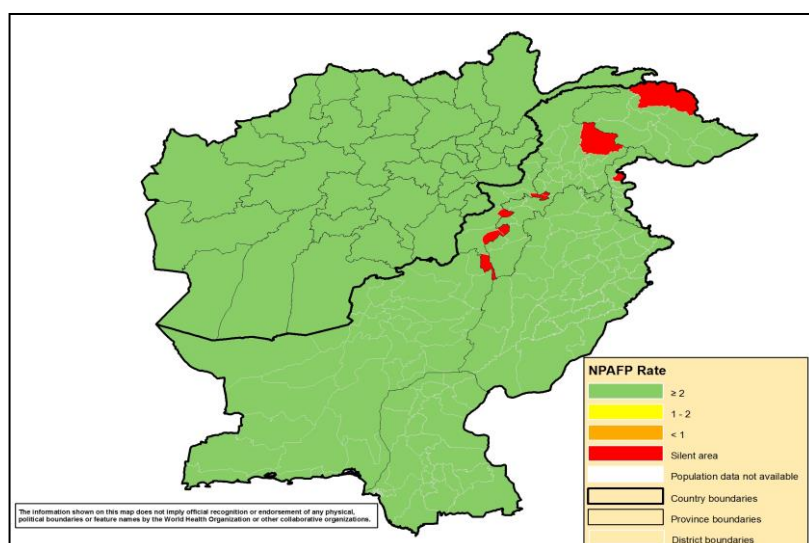 NPAFP Rate
≥ 2
1 - 2
< 1
Silent area
Population data not available
Country boundaries
Province boundaries
District boundaries
The information shown on this map does not imply official recognition or endorsement of any physical,
political boundaries or feature names by the World Health Organization or other collaborative organizations.